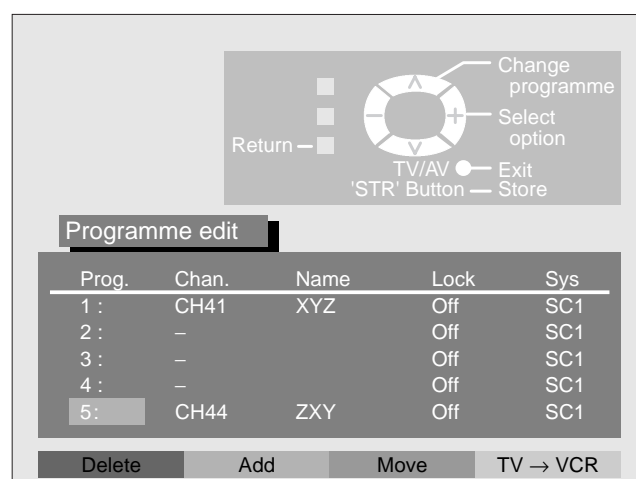 Change
programme
Select
option
Return
TV/AV
Exit
'STR' Button
Store
Programme edit
Prog. Chan. Name Lock Sys
1 : CH41 XYZ Off SC1
2 : – Off SC1
3 : – Off SC1
4 : – Off SC1
5: CH44 ZXY Off SC1
Delete Add Move TV → VCR